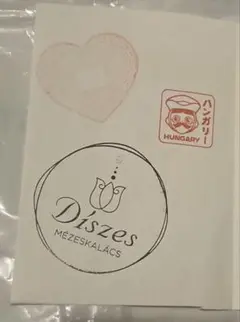 ハンガリー
HUNGARY
Díszes
MÉZESKALÁCS